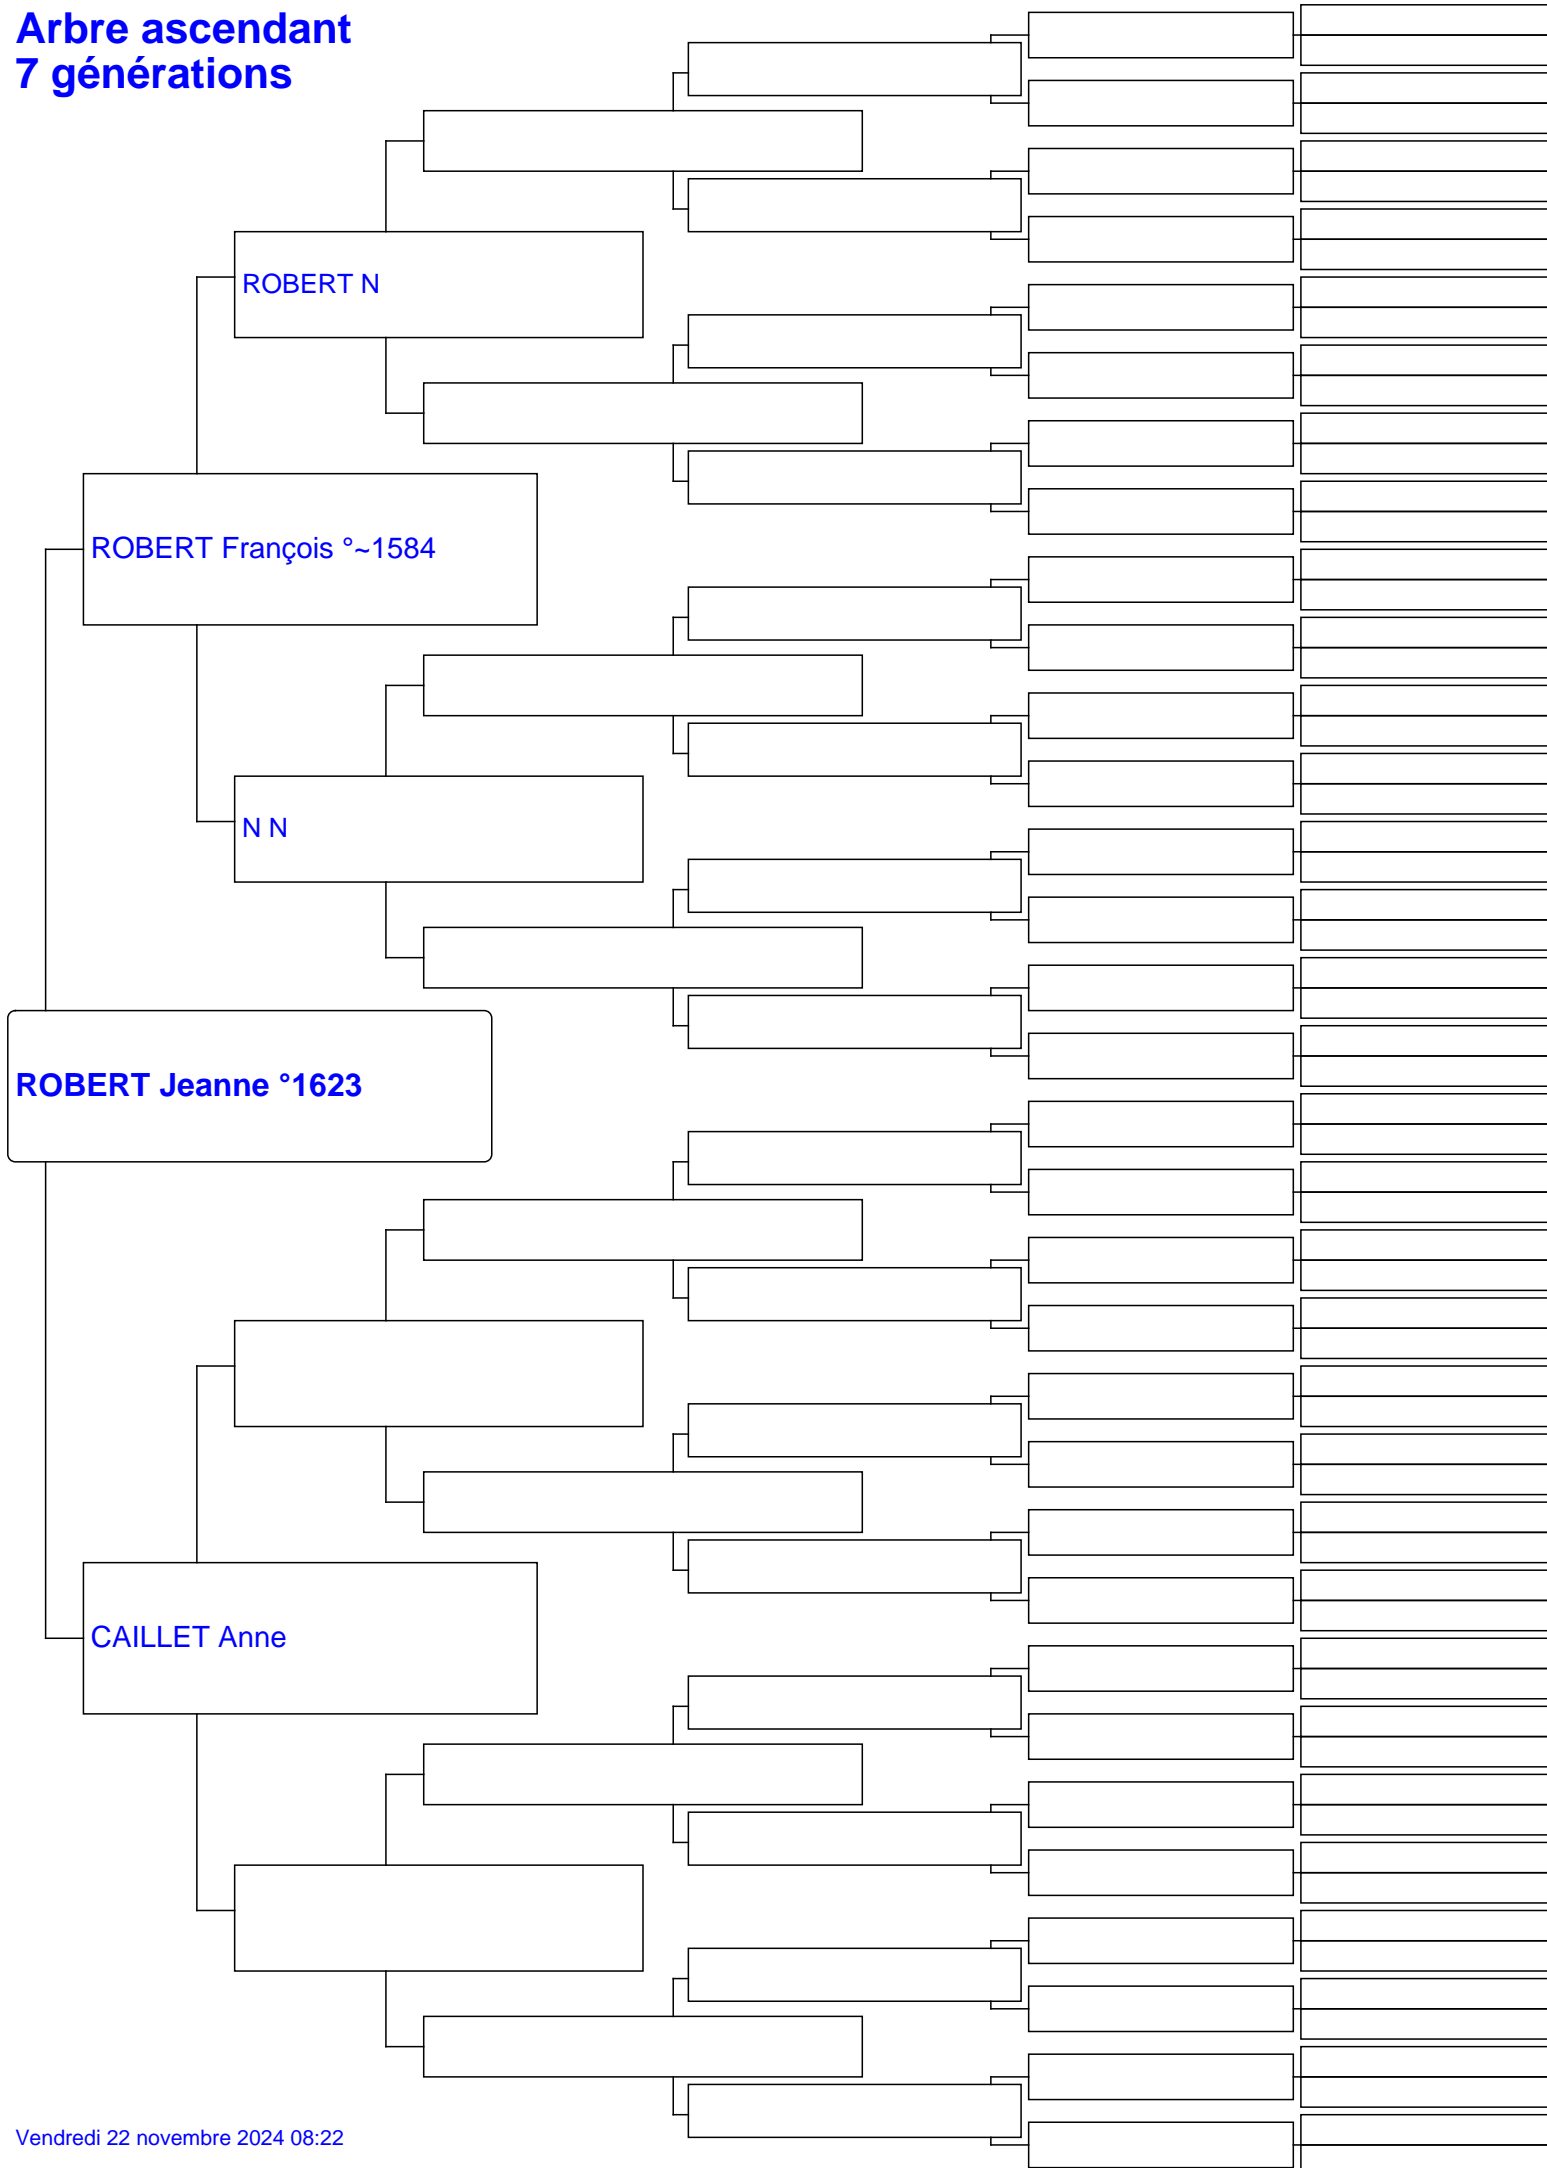 Arbre ascendant
7 générations
ROBERT N
ROBERT François °~1584
N N
ROBERT Jeanne °1623
CAILLET Anne
Vendredi 22 novembre 2024 08:22